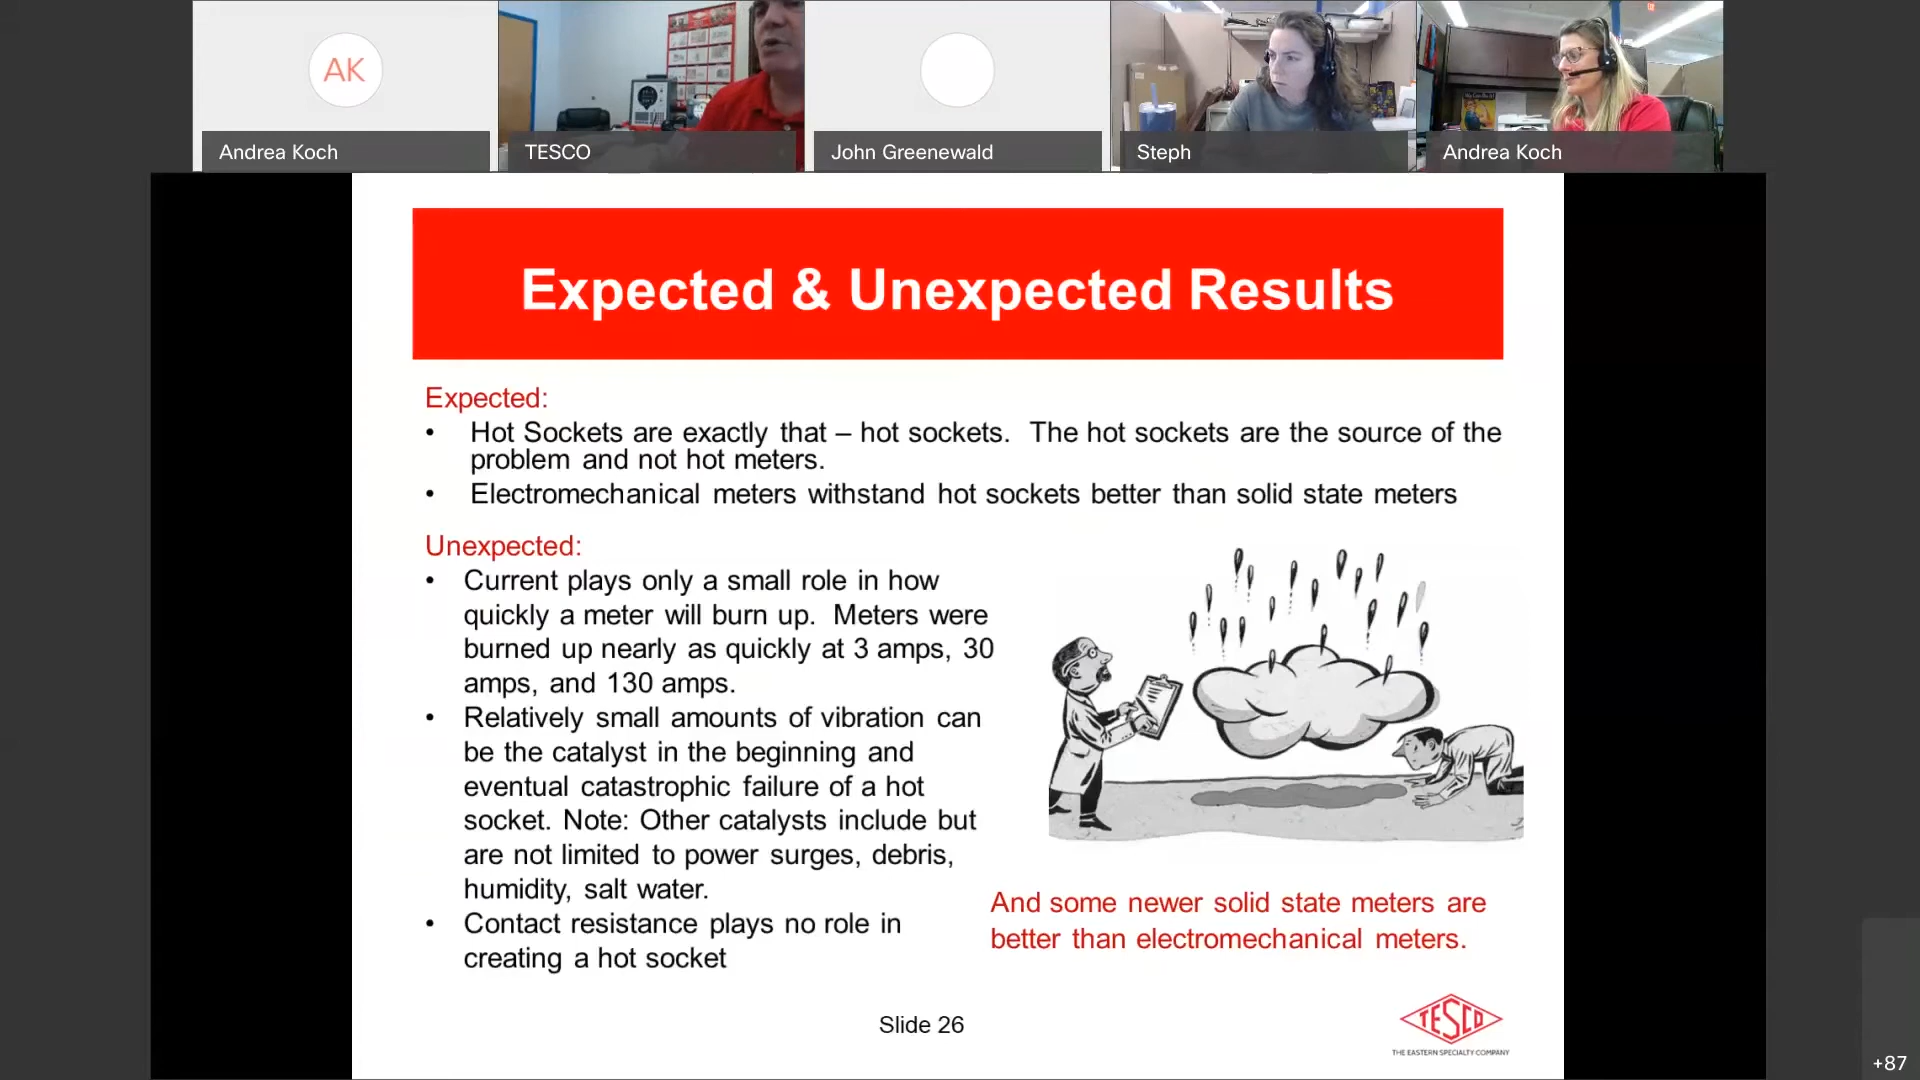 AK
Andrea Koch
TESCO
John Greenewald
Steph
Andrea Koch
Expected & Unexpected Results
Expected:
• Hot Sockets are exactly that – hot sockets. The hot sockets are the source of the
problem and not hot meters.
• Electromechanical meters withstand hot sockets better than solid state meters
Unexpected:
• Current plays only a small role in how
quickly a meter will burn up. Meters were
burned up nearly as quickly at 3 amps, 30
amps, and 130 amps.
• Relatively small amounts of vibration can
be the catalyst in the beginning and
eventual catastrophic failure of a hot
socket. Note: Other catalysts include but
are not limited to power surges, debris,
humidity, salt water.
• Contact resistance plays no role in
creating a hot socket
And some newer solid state meters are
better than electromechanical meters.
Slide 26
TESCO
THE EASTERN SPECIALTY COMPANY
+87